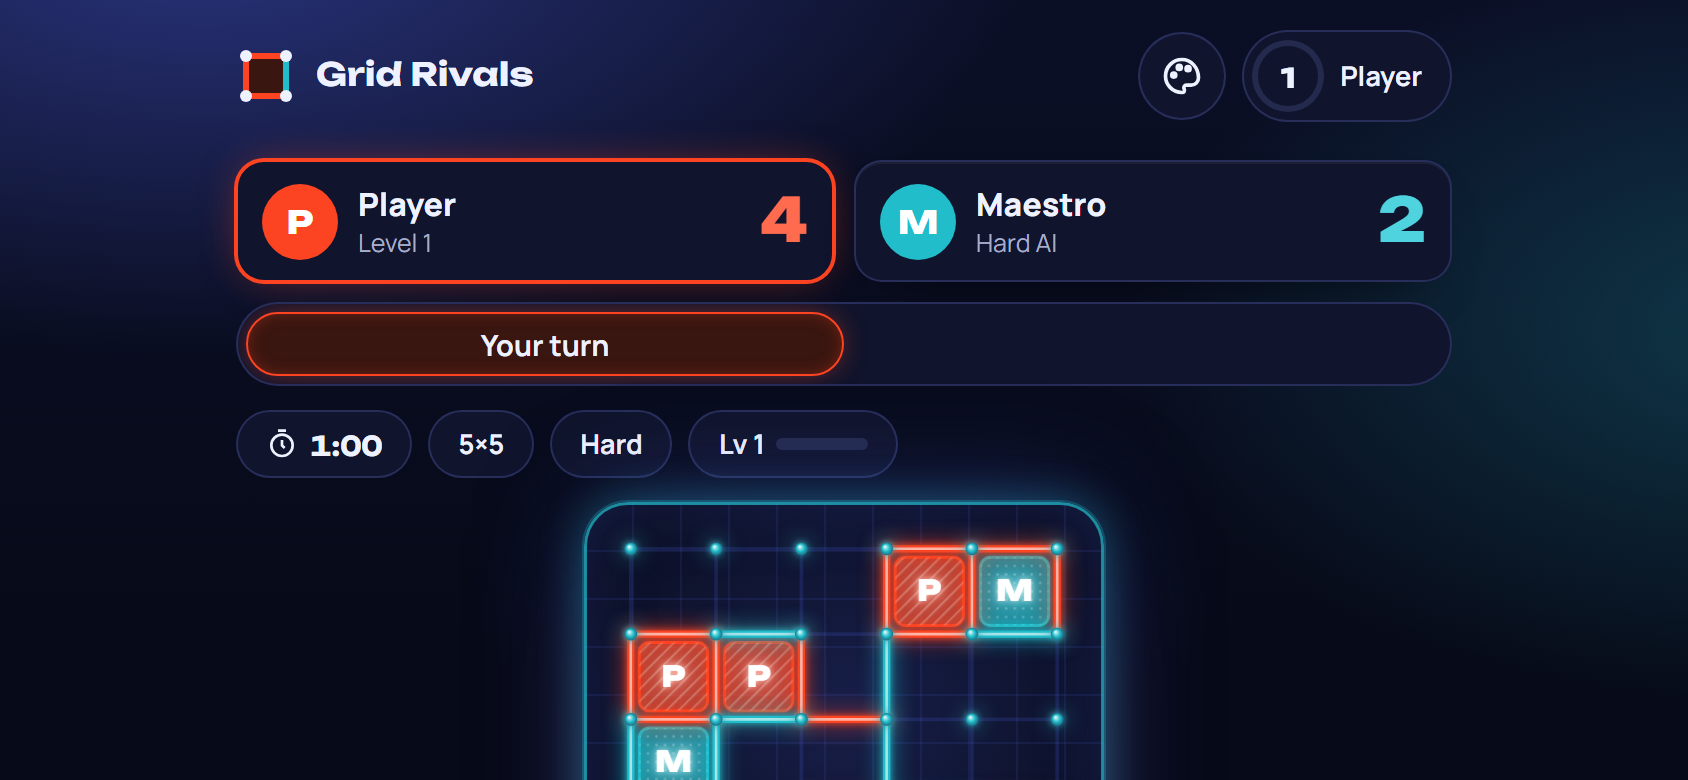 Grid Rivals
1 Player
P Player 4
Level 1
M Maestro 2
Hard AI
Your turn
1:00 5×5 Hard Lv 1
P M
P P
M